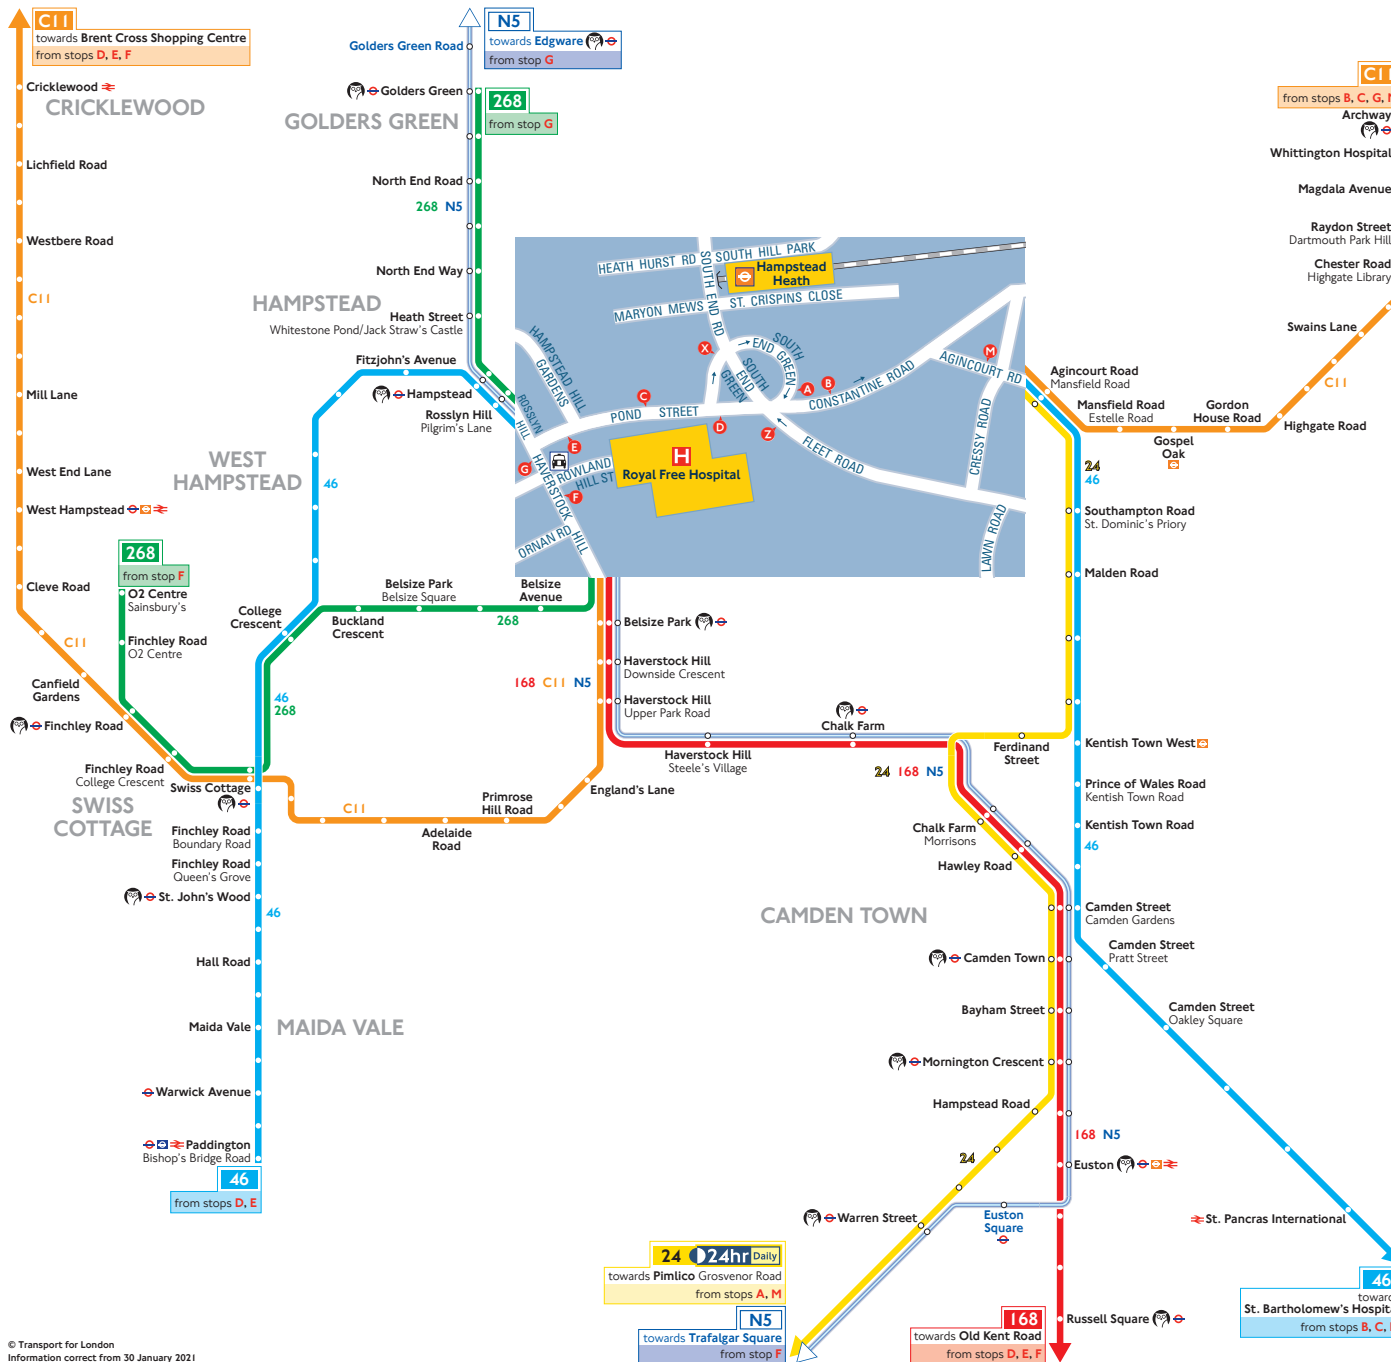 C11
towards Brent Cross Shopping Centre
from stops D, E, F
N5
towards Edgware
from stop G
Golders Green Road
Cricklewood
CRICKLEWOOD
Golders Green
GOLDERS GREEN
268
from stop G
C11
from stops B, C, G,
Archway
Whittington Hospital
Magdala Avenue
Raydon Street
Dartmouth Park Hill
Chester Road
Highgate Library
Swains Lane
C11
Highgate Road
Lichfield Road
Westbere Road
C11
Mill Lane
West End Lane
West Hampstead
Cleve Road
C11
Canfield
Gardens
Finchley Road
Finchley Road
College Crescent
North End Road
268 N5
North End Way
HAMPSTEAD
Heath Street
Whitestone Pond/Jack Straw's Castle
Fitzjohn's Avenue
Hampstead
Rosslyn Hill
Pilgrim's Lane
WEST
HAMPSTEAD
46
HEATH HURST RD
SOUTH HILL PARK
Hampstead
Heath
SOUTH END RD
MARYON MEWS
ST. CRISPINS CLOSE
HAMPSTEAD HILL
GARDENS
SOUTH
END GREEN
SOUTH
END
GREEN
X
A
B
C
D
E
F
G
M
Z
CONSTANTINE ROAD
AGINCOURT RD
POND STREET
ROSSLYN
HILL
HAVERSTOCK HILL
ROWLAND
HILL ST
H
Royal Free Hospital
FLEET ROAD
CRESSY ROAD
LAWN ROAD
ORNAN RD
Agincourt Road
Mansfield Road
Mansfield Road
Estelle Road
Gospel
Oak
Gordon
House Road
24
46
Southampton Road
St. Dominic's Priory
Malden Road
268
from stop F
O2 Centre
Sainsbury's
Finchley Road
O2 Centre
College
Crescent
Buckland
Crescent
Belsize Park
Belsize Square
268
Belsize
Avenue
46
268
168 C11 N5
Belsize Park
Haverstock Hill
Downside Crescent
Haverstock Hill
Upper Park Road
Haverstock Hill
Steele's Village
Chalk Farm
24 168 N5
Ferdinand
Street
Kentish Town West
Prince of Wales Road
Kentish Town Road
Kentish Town Road
46
Swiss Cottage
SWISS
COTTAGE
C11
Adelaide
Road
Primrose
Hill Road
England's Lane
Finchley Road
Boundary Road
Finchley Road
Queen's Grove
St. John's Wood
46
Hall Road
Maida Vale
MAIDA VALE
Warwick Avenue
Paddington
Bishop's Bridge Road
46
from stops D, E
Chalk Farm
Morrisons
Hawley Road
CAMDEN TOWN
Camden Town
Bayham Street
Mornington Crescent
Hampstead Road
24
Warren Street
Camden Street
Camden Gardens
Camden Street
Pratt Street
Camden Street
Oakley Square
168 N5
Euston
Euston
Square
St. Pancras International
Russell Square
24 24hr Daily
towards Pimlico Grosvenor Road
from stops A, M
N5
towards Trafalgar Square
from stop F
168
towards Old Kent Road
from stops D, E, F
46
St. Bartholomew's
from stops B, C,
© Transport for London
Information correct from 30 January 2021